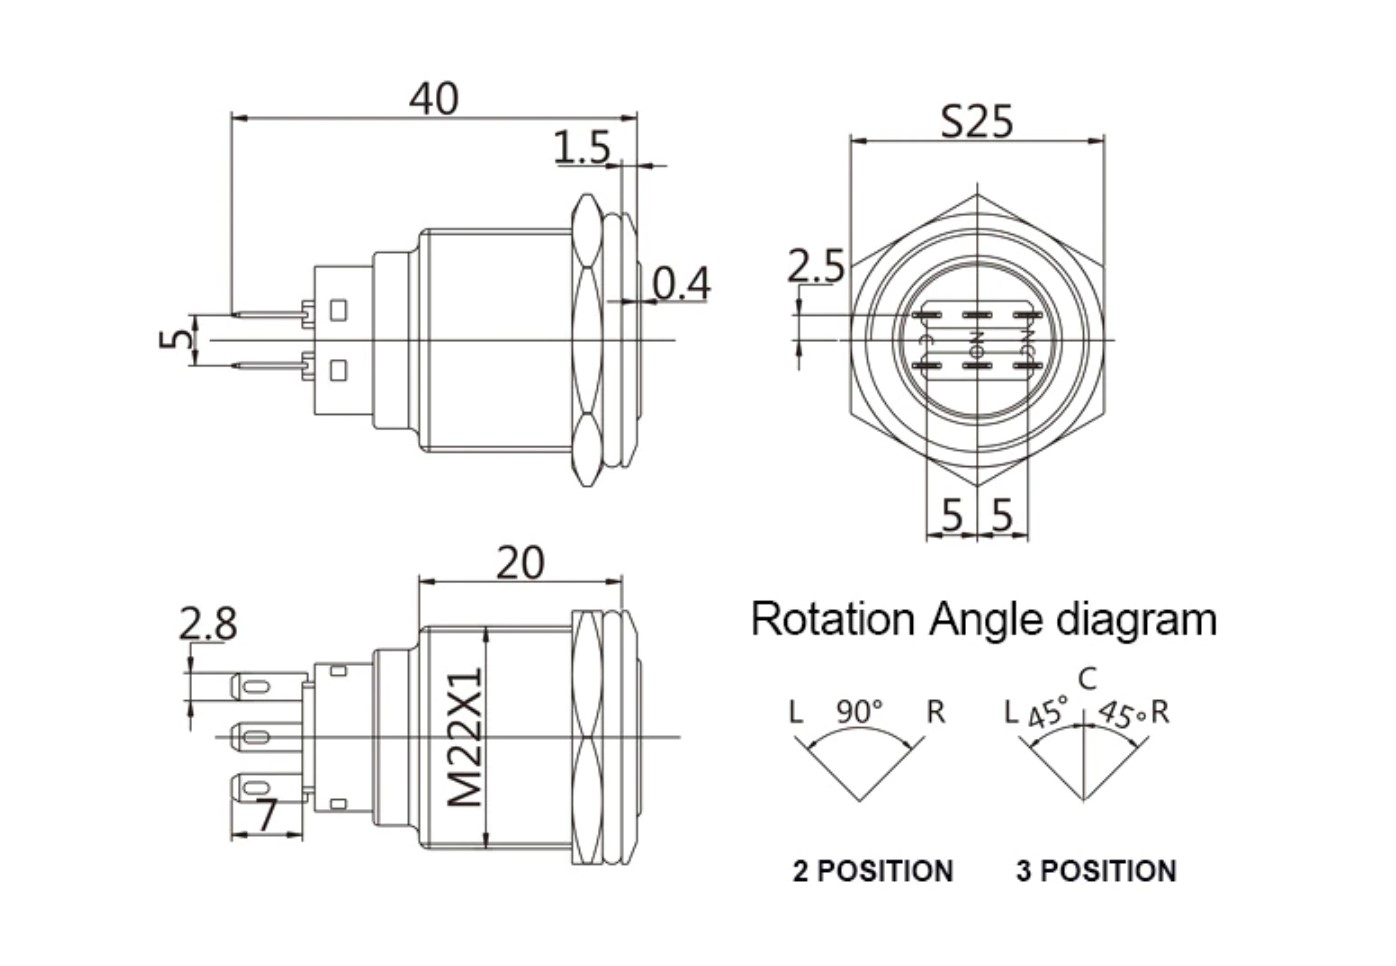 40
1.5
S25
0.4
2.5
5
C
NO
NC
5
5
20
2.8
M22X1
7
Rotation Angle diagram
L 90° R
C
L 45° 45° R
2 POSITION
3 POSITION